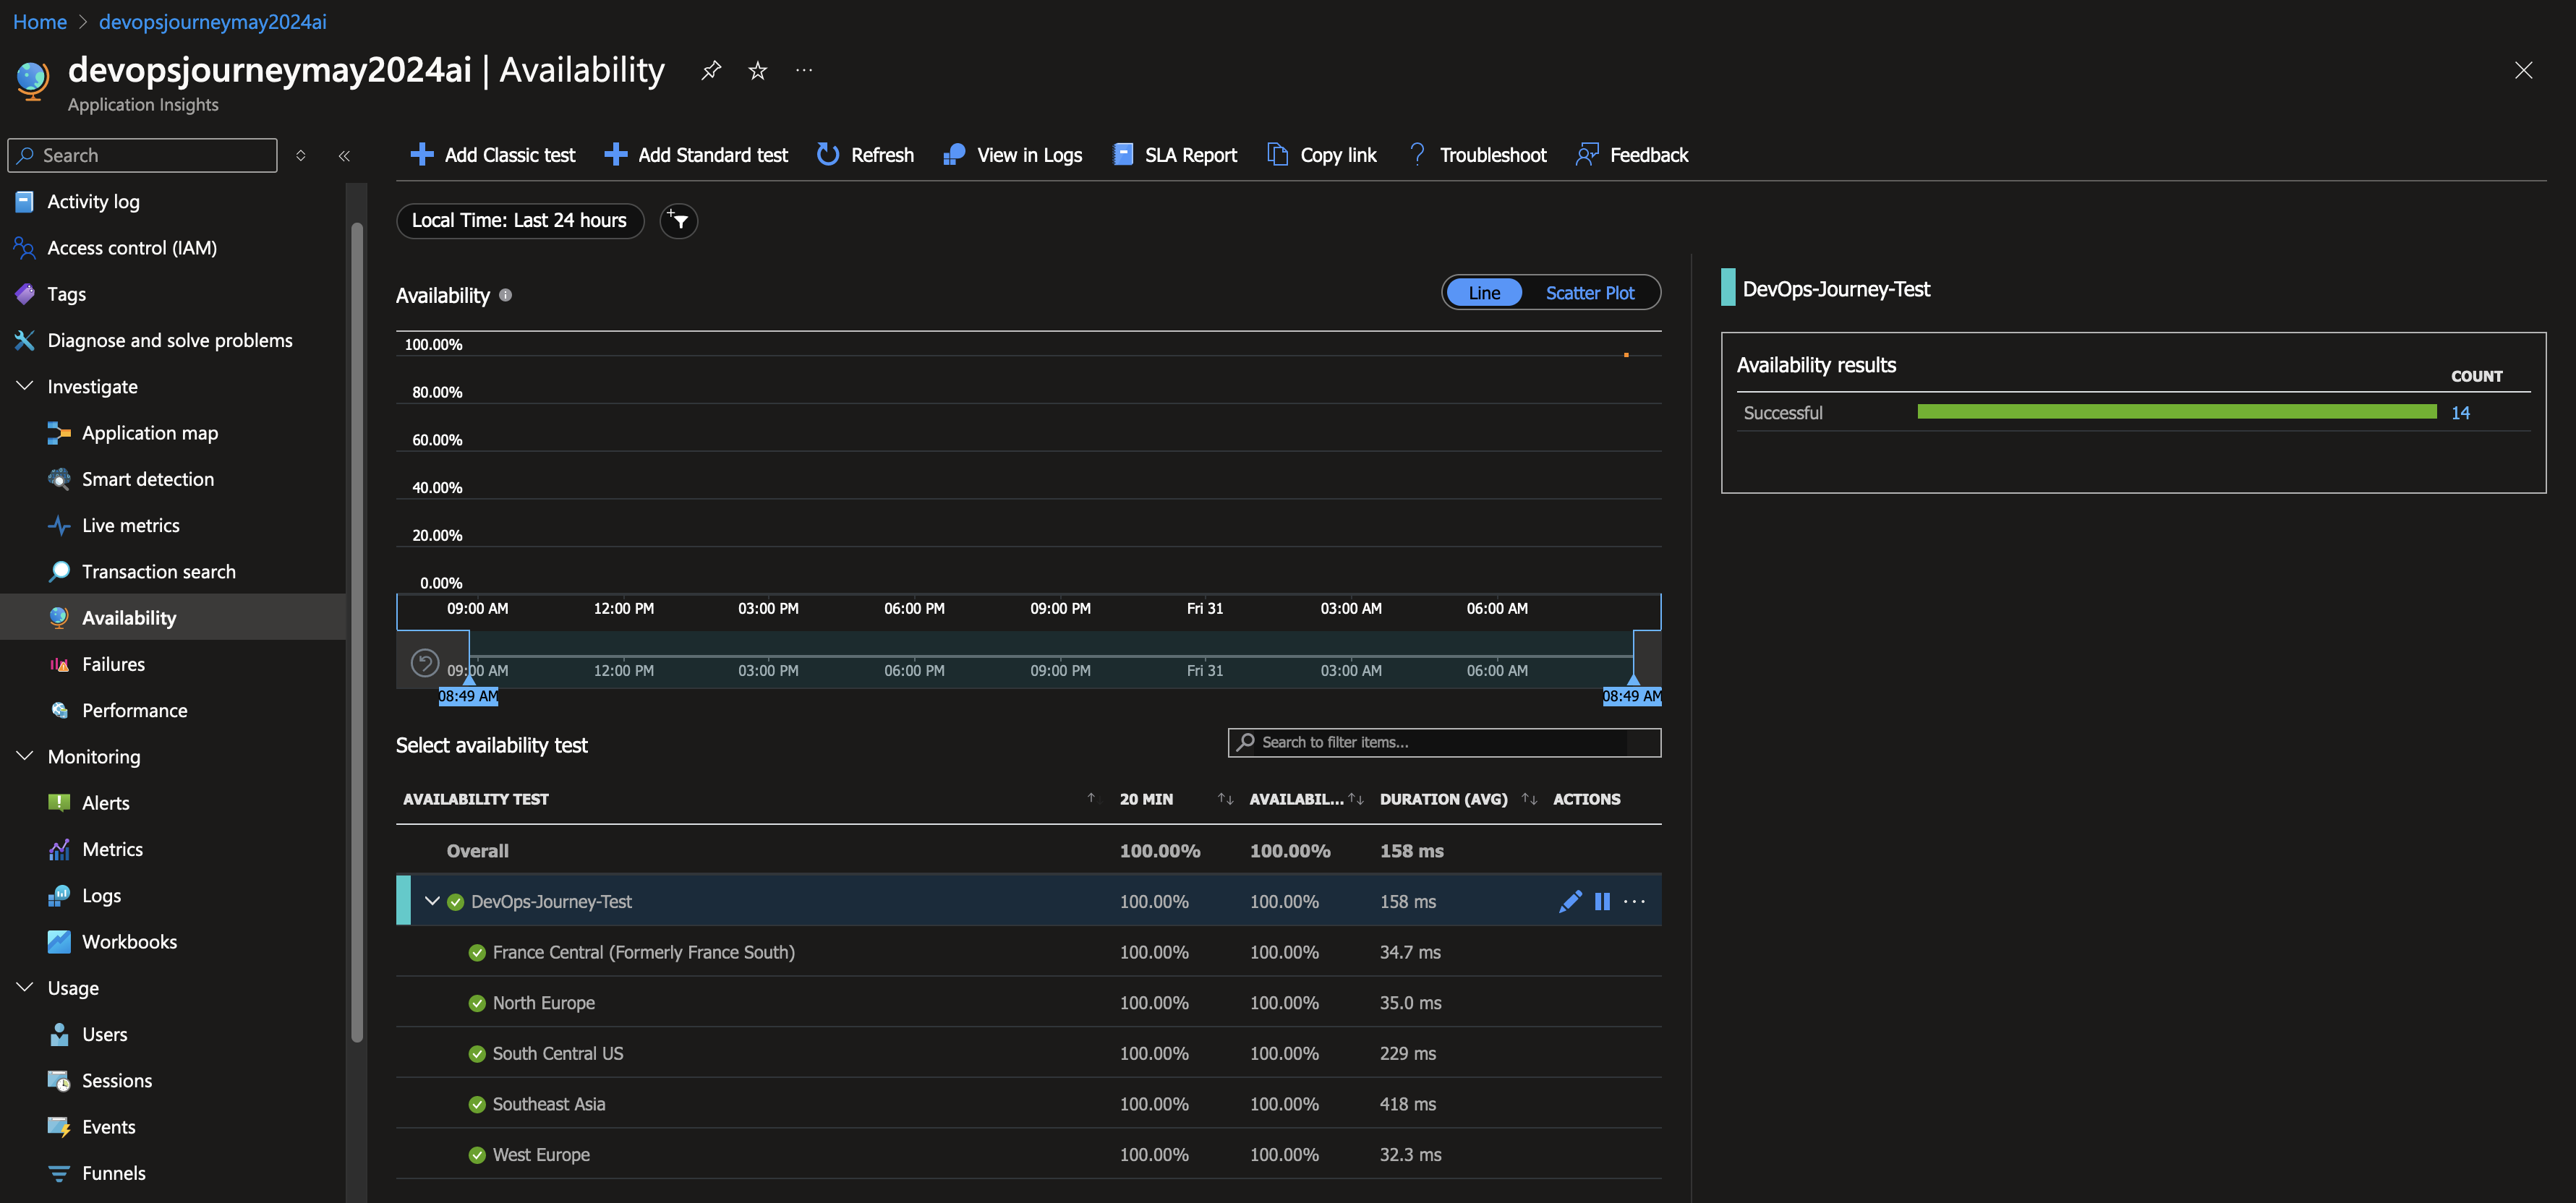 Home > devopsjourneymay2024ai
devopsjourneymay2024ai | Availability
Application Insights
Search
Activity log
Access control (IAM)
Tags
Diagnose and solve problems
Investigate
Application map
Smart detection
Live metrics
Transaction search
Availability
Failures
Performance
Monitoring
Alerts
Metrics
Logs
Workbooks
Usage
Users
Sessions
Events
Funnels
Add Classic test Add Standard test Refresh View in Logs SLA Report Copy link Troubleshoot Feedback
Local Time: Last 24 hours
Availability
Line Scatter Plot
100.00%
80.00%
60.00%
40.00%
20.00%
0.00%
09:00 AM 12:00 PM 03:00 PM 06:00 PM 09:00 PM Fri 31 03:00 AM 06:00 AM
09:00 AM 12:00 PM 03:00 PM 06:00 PM 09:00 PM Fri 31 03:00 AM 06:00 AM
08:49 AM 08:49 AM
Select availability test
Search to filter items...
AVAILABILITY TEST 20 MIN AVAILABIL... DURATION (AVG) ACTIONS
Overall 100.00% 100.00% 158 ms
DevOps-Journey-Test 100.00% 100.00% 158 ms
France Central (Formerly France South) 100.00% 100.00% 34.7 ms
North Europe 100.00% 100.00% 35.0 ms
South Central US 100.00% 100.00% 229 ms
Southeast Asia 100.00% 100.00% 418 ms
West Europe 100.00% 100.00% 32.3 ms
DevOps-Journey-Test
Availability results
COUNT
Successful 14